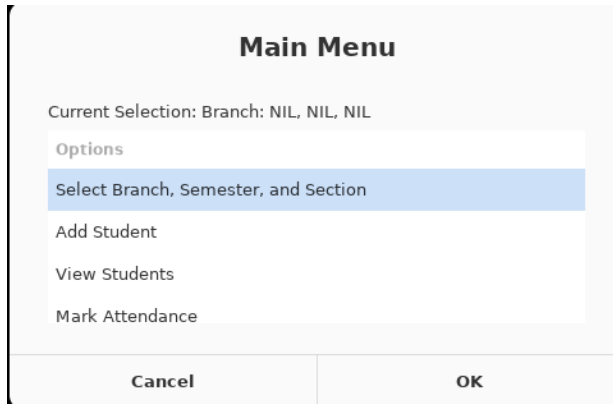 Main Menu
Current Selection: Branch: NIL, NIL, NIL
Options
Select Branch, Semester, and Section
Add Student
View Students
Mark Attendance
Cancel
OK